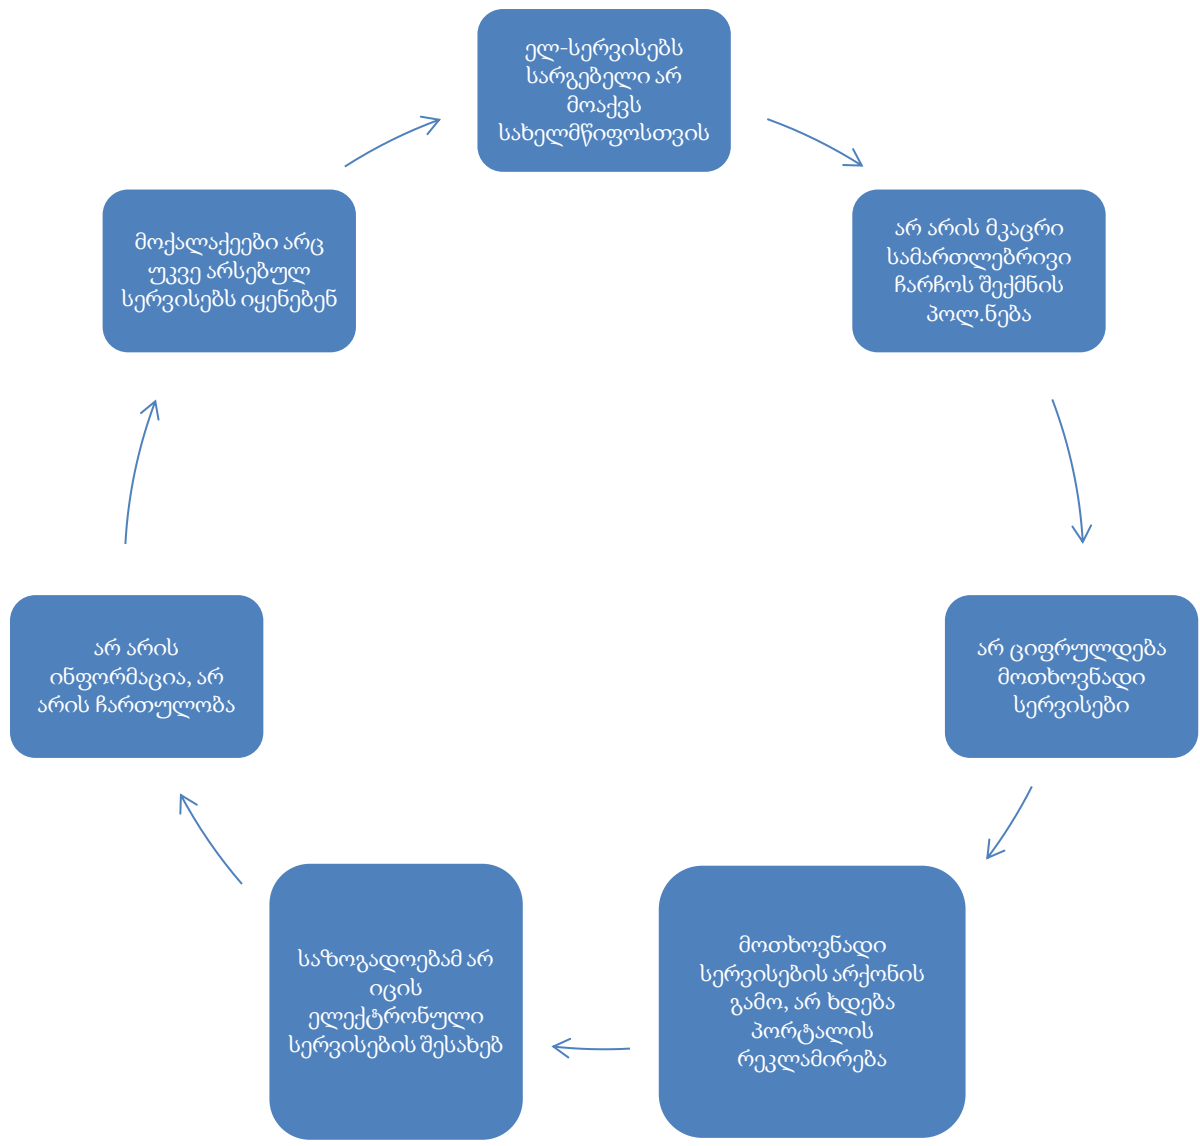 ელ-სერვისებს
სარგებელი არ
მოაქვს
სახელმწიფოსთვის
არ არის მკაცრი
სამართლებრივი
ჩარჩოს შექმნის
პოლ.ნება
არ ციფრულდება
მოთხოვნადი
სერვისები
მოთხოვნადი
სერვისების არქონის
გამო, არ ხდება
პორტალის
რეკლამირება
საზოგადოებამ არ
იცის
ელექტრონული
სერვისების შესახებ
არ არის
ინფორმაცია, არ
არის ჩართულობა
მოქალაქეები არც
უკვე არსებულ
სერვისებს იყენებენ